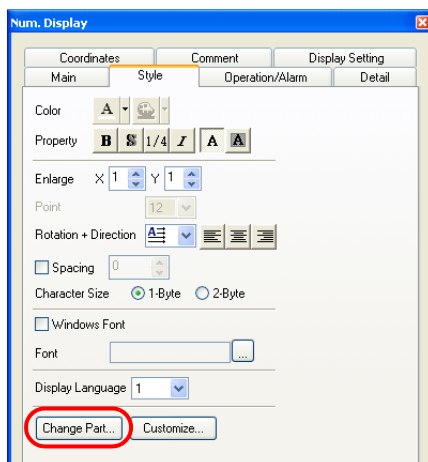 Num. Display
Coordinates Comment Display Setting
Main Style Operation/Alarm Detail
Color A
Property B S 1/4 I A A
Enlarge X 1 Y 1
Point 12
Rotation + Direction A
Spacing 0
Character Size 1-Byte 2-Byte
Windows Font
Font ...
Display Language 1
Change Part... Customize...